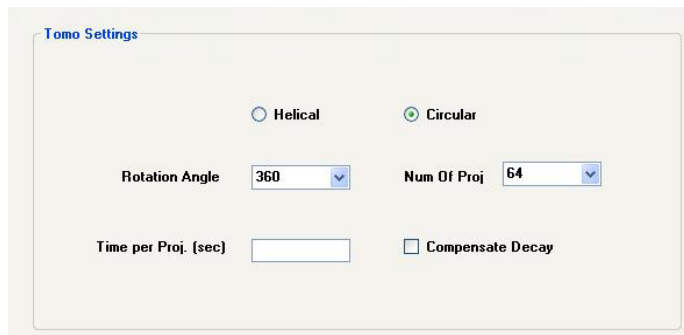 Tomo Settings
Helical Circular
Rotation Angle 360 Num Of Proj 64
Time per Proj. (sec) Compensate Decay